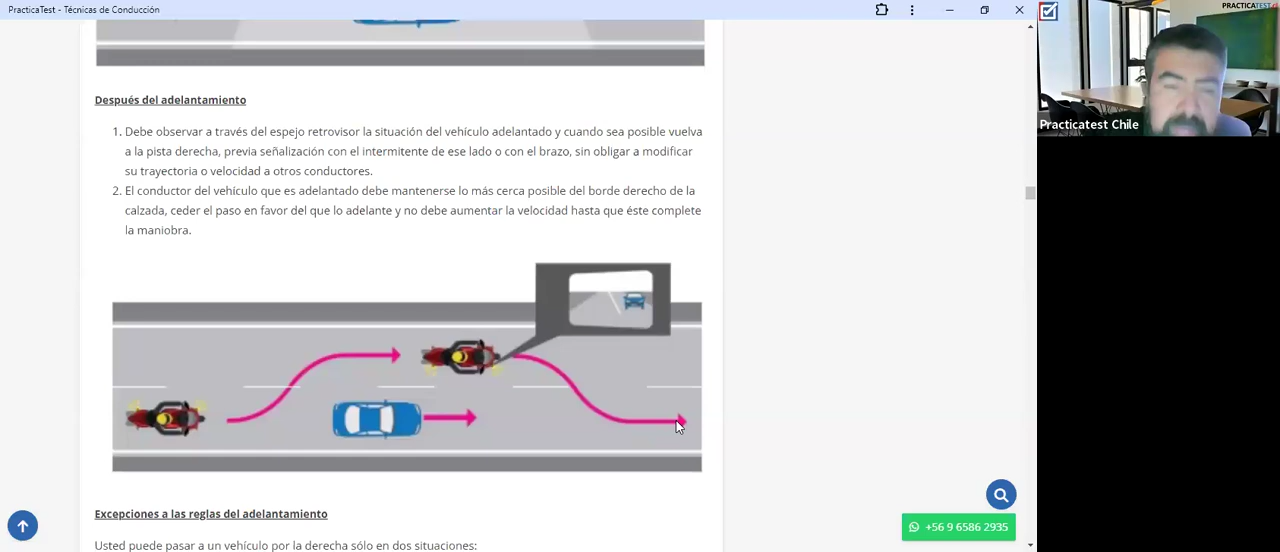 PracticaTest - Técnicas de Conducción
PRACTICATEST
Practicatest Chile
Después del adelantamiento
1. Debe observar a través del espejo retrovisor la situación del vehículo adelantado y cuando sea posible vuelva
a la pista derecha, previa señalización con el intermitente de ese lado o con el brazo, sin obligar a modificar
su trayectoria o velocidad a otros conductores.
2. El conductor del vehículo que es adelantado debe mantenerse lo más cerca posible del borde derecho de la
calzada, ceder el paso en favor del que lo adelante y no debe aumentar la velocidad hasta que éste complete
la maniobra.
Excepciones a las reglas del adelantamiento
Usted puede pasar a un vehículo por la derecha sólo en dos situaciones:
+56 9 6586 2935